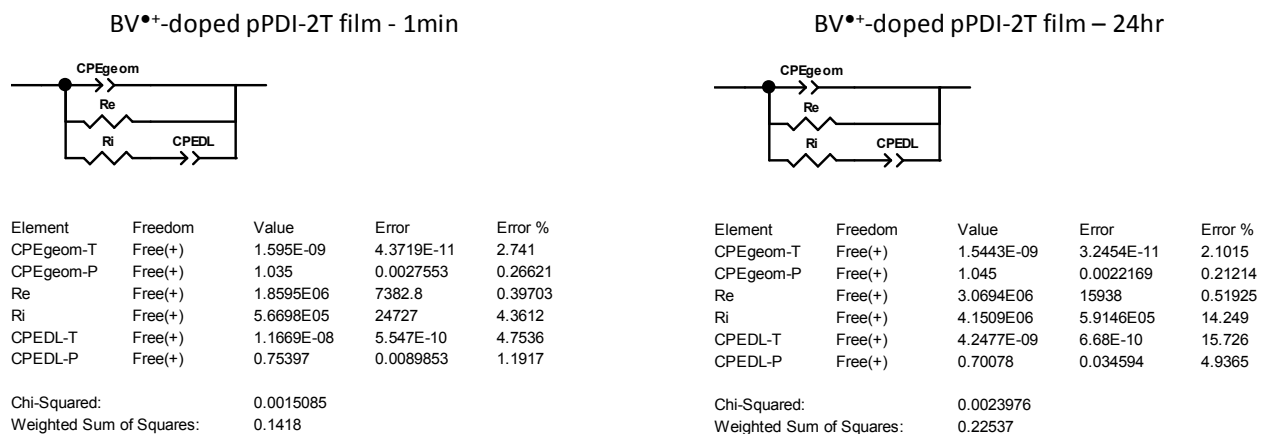 BV•+-doped pPDI-2T film - 1min
CPEgeom
Re
Ri CPEDL
Element Freedom Value Error Error %
CPEgeom-T Free(+) 1.595E-09 4.3719E-11 2.741
CPEgeom-P Free(+) 1.035 0.0027553 0.26621
Re Free(+) 1.8595E06 7382.8 0.39703
Ri Free(+) 5.6698E05 24727 4.3612
CPEDL-T Free(+) 1.1669E-08 5.547E-10 4.7536
CPEDL-P Free(+) 0.75397 0.0089853 1.1917
Chi-Squared: 0.0015085
Weighted Sum of Squares: 0.1418
BV•+-doped pPDI-2T film – 24hr
CPEgeom
Re
Ri CPEDL
Element Freedom Value Error Error %
CPEgeom-T Free(+) 1.5443E-09 3.2454E-11 2.1015
CPEgeom-P Free(+) 1.045 0.0022169 0.21214
Re Free(+) 3.0694E06 15938 0.51925
Ri Free(+) 4.1509E06 5.9146E05 14.249
CPEDL-T Free(+) 4.2477E-09 6.68E-10 15.726
CPEDL-P Free(+) 0.70078 0.034594 4.9365
Chi-Squared: 0.0023976
Weighted Sum of Squares: 0.22537